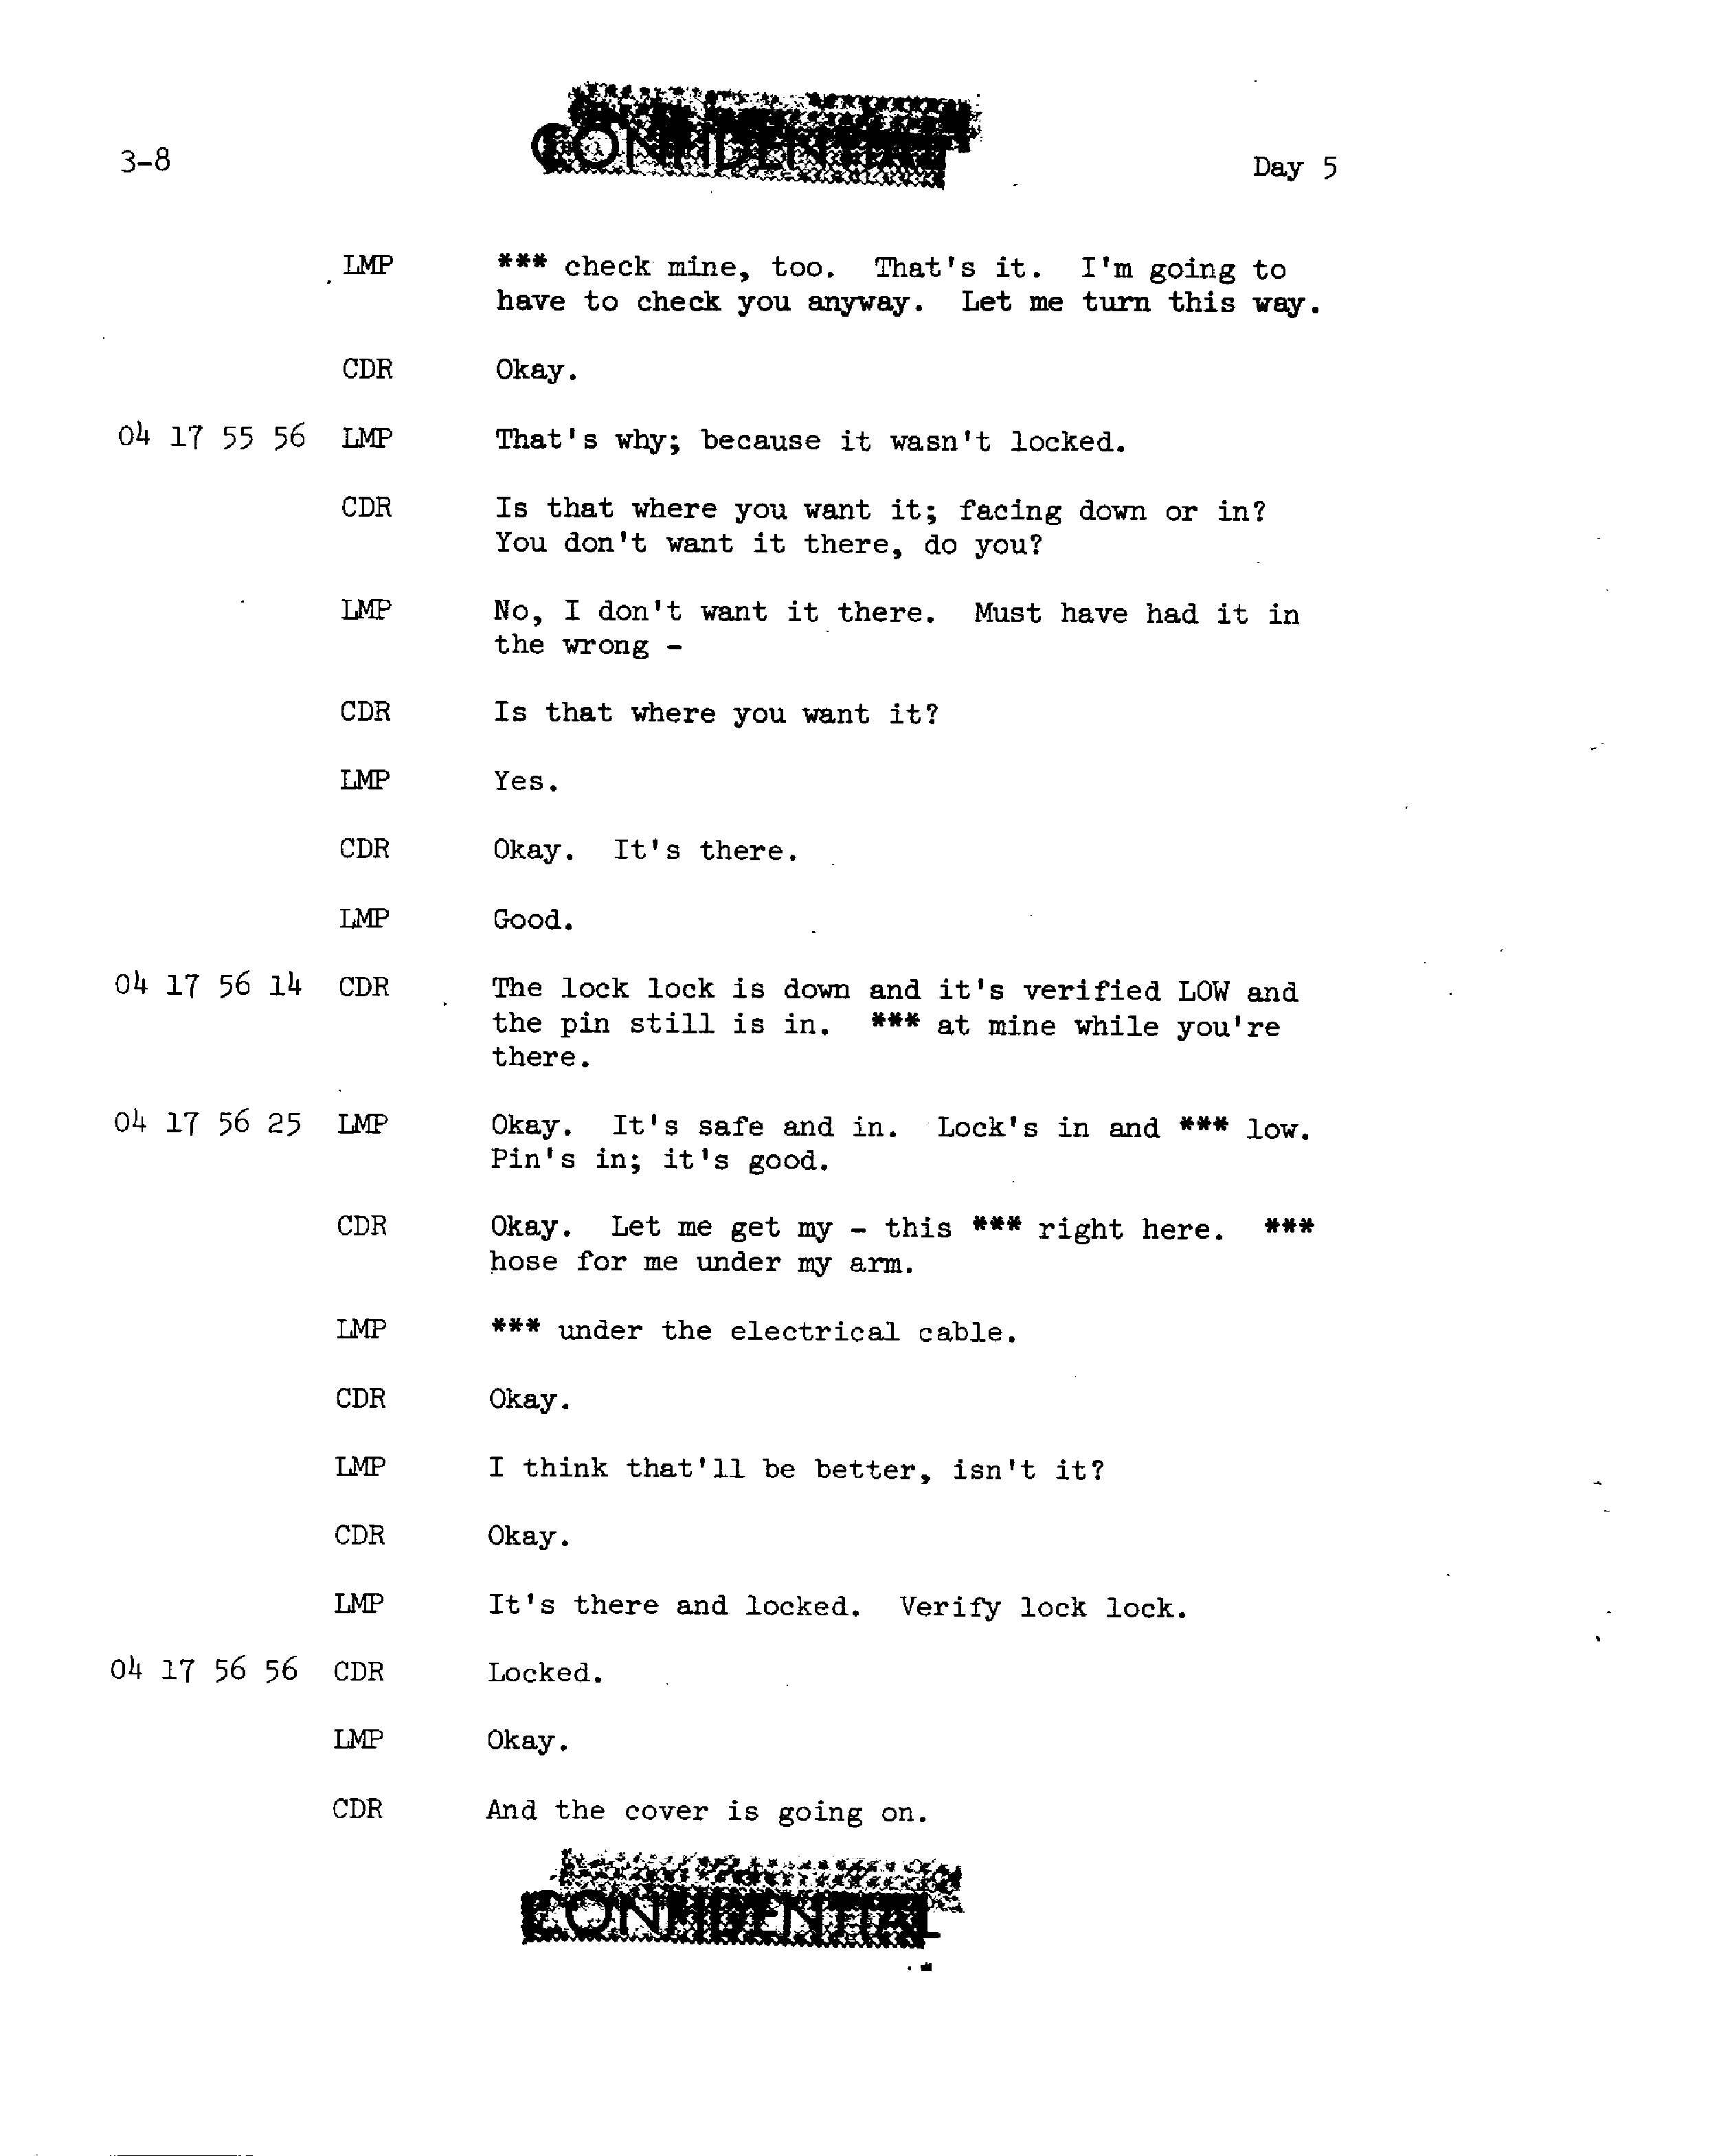 CONFIDENTIAL
3-8
Day 5
LMP *** check mine, too. That's it. I'm going to
have to check you anyway. Let me turn this way.
CDR Okay.
04 17 55 56 LMP That's why; because it wasn't locked.
CDR Is that where you want it; facing down or in?
You don't want it there, do you?
LMP No, I don't want it there. Must have had it in
the wrong -
CDR Is that where you want it?
LMP Yes.
CDR Okay. It's there.
LMP Good.
04 17 56 14 CDR The lock lock is down and it's verified LOW and
the pin still is in. *** at mine while you're
there.
04 17 56 25 LMP Okay. It's safe and in. Lock's in and *** low.
Pin's in; it's good.
CDR Okay. Let me get my - this *** right here. ***
hose for me under my arm.
LMP *** under the electrical cable.
CDR Okay.
LMP I think that'll be better, isn't it?
CDR Okay.
LMP It's there and locked. Verify lock lock.
04 17 56 56 CDR Locked.
LMP Okay.
CDR And the cover is going on.
CONFIDENTIAL